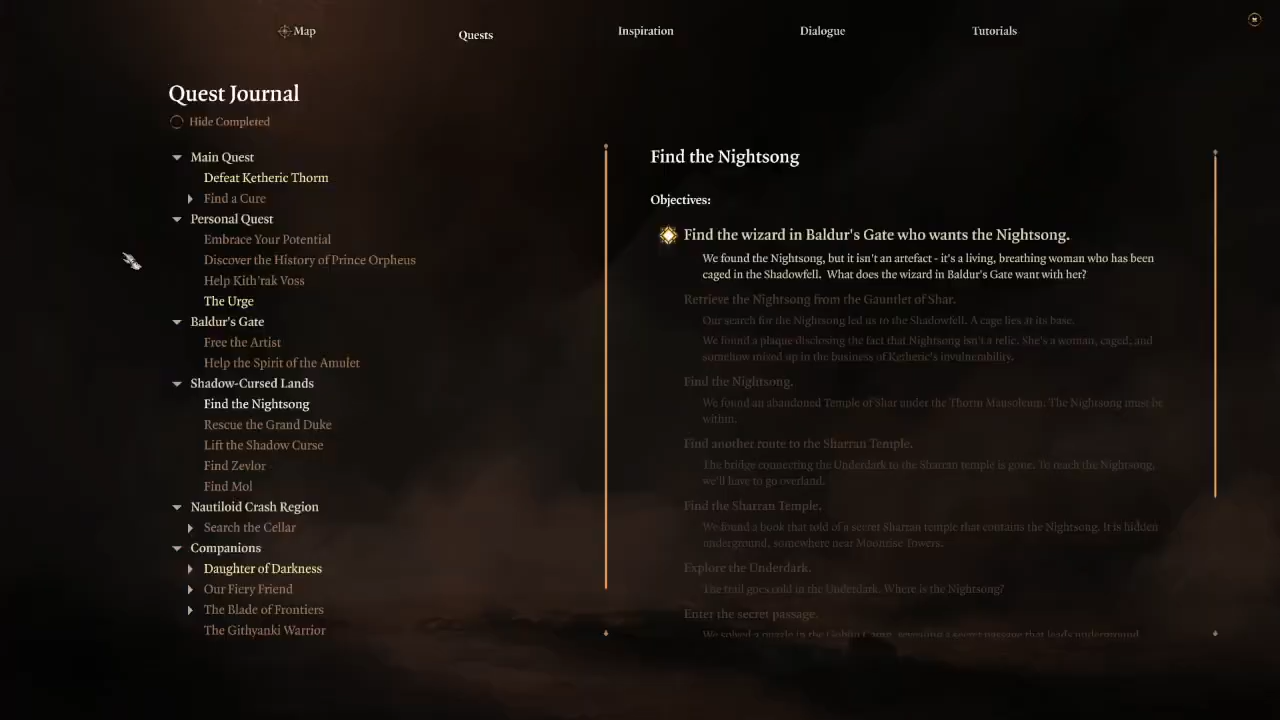 Map
Quests
Inspiration
Dialogue
Tutorials
Quest Journal
Hide Completed
Main Quest
Defeat Ketheric Thorm
Find a Cure
Personal Quest
Embrace Your Potential
Discover the History of Prince Orpheus
Help Kith'rak Voss
The Urge
Baldur's Gate
Free the Artist
Help the Spirit of the Amulet
Shadow-Cursed Lands
Find the Nightsong
Rescue the Grand Duke
Lift the Shadow Curse
Find Zevlor
Find Mol
Nautiloid Crash Region
Search the Cellar
Companions
Daughter of Darkness
Our Fiery Friend
The Blade of Frontiers
The Githyanki Warrior
Find the Nightsong
Objectives:
Find the wizard in Baldur's Gate who wants the Nightsong.
We found the Nightsong, but it isn't an artefact - it's a living, breathing woman who has been
caged in the Shadowfell. What does the wizard in Baldur's Gate want with her?
Retrieve the Nightsong from the Gauntlet of Shar.
Our search for the Nightsong led us to the Shadowfell. A cage lies at its base.
We found a plaque disclosing the fact that Nightsong isn't a relic. She's a woman, caged, and
somehow mixed up in the business of Ketheric's invulnerability.
Find the Nightsong.
We found an abandoned Temple of Shar under the Thorm Mausoleum. The Nightsong must be
within.
Find another route to the Sharran Temple.
The bridge connecting the Underdark to the Sharran temple is gone. To reach the Nightsong,
we'll have to go overland.
Find the Sharran Temple.
We found a book that told of a secret Sharran temple that contains the Nightsong. It is hidden
underground, somewhere near Moonrise Towers.
Explore the Underdark.
The trail goes cold in the Underdark. Where is the Nightsong?
Enter the secret passage.
We solved a puzzle in the Goblin Camp, revealing a secret passage that leads underground.